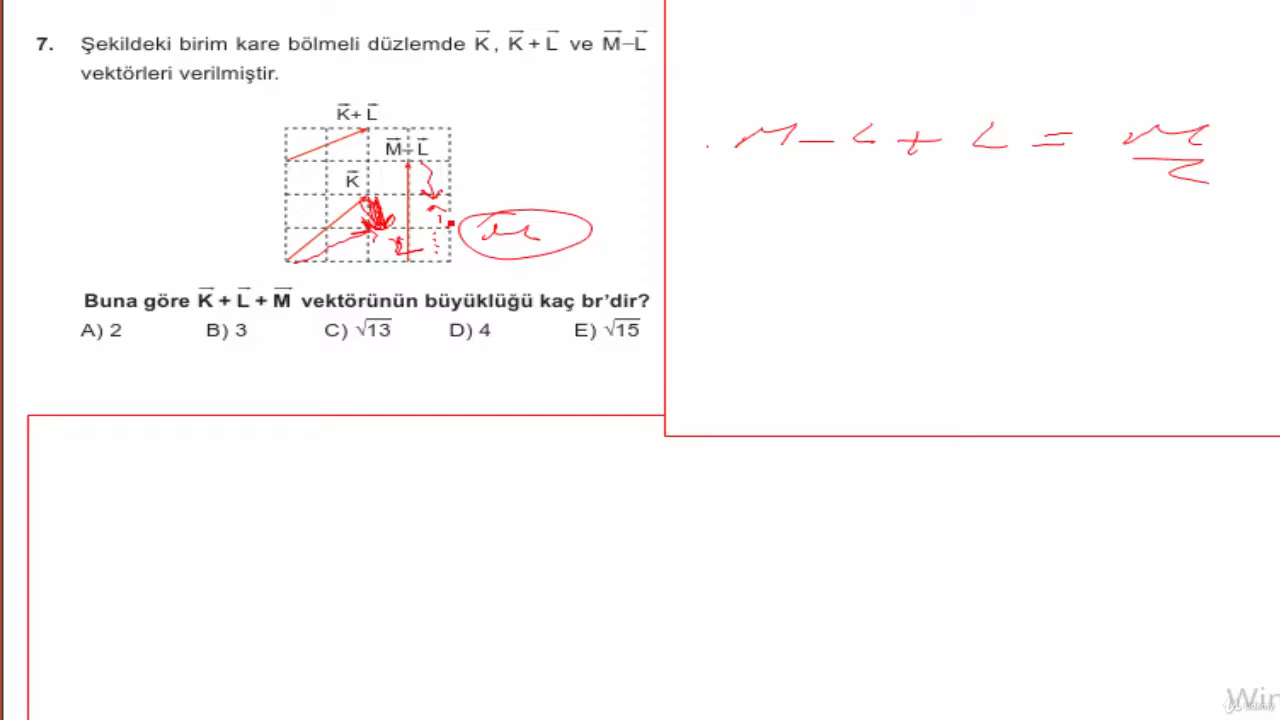 7. Şekildeki birim kare bölmeli düzlemde K⃗, K⃗ + L⃗ ve M⃗−L⃗
vektörleri verilmiştir.
K⃗+ L⃗
M⃗−L⃗
K⃗
M
L
M − L + L = M
Buna göre K⃗ + L⃗ + M⃗ vektörünün büyüklüğü kaç br'dir?
A) 2 B) 3 C) √13 D) 4 E) √15